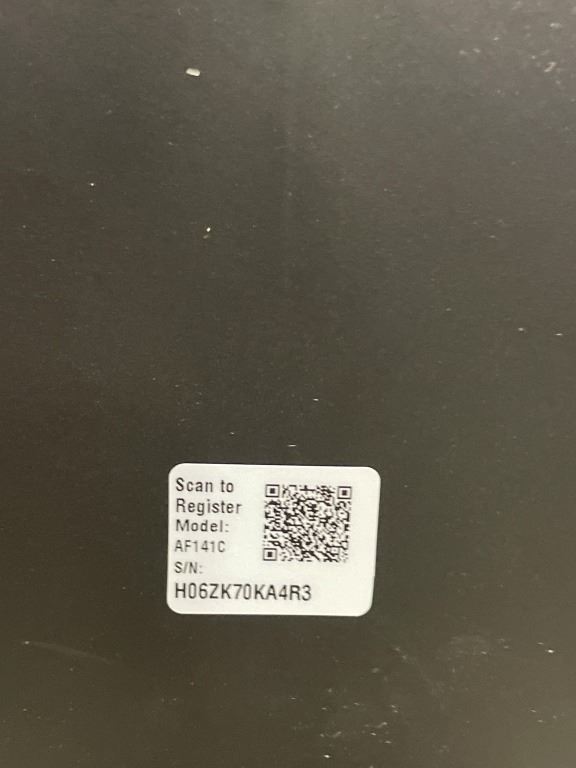 Scan to
Register
Model:
AF141C
S/N:
H06ZK70KA4R3